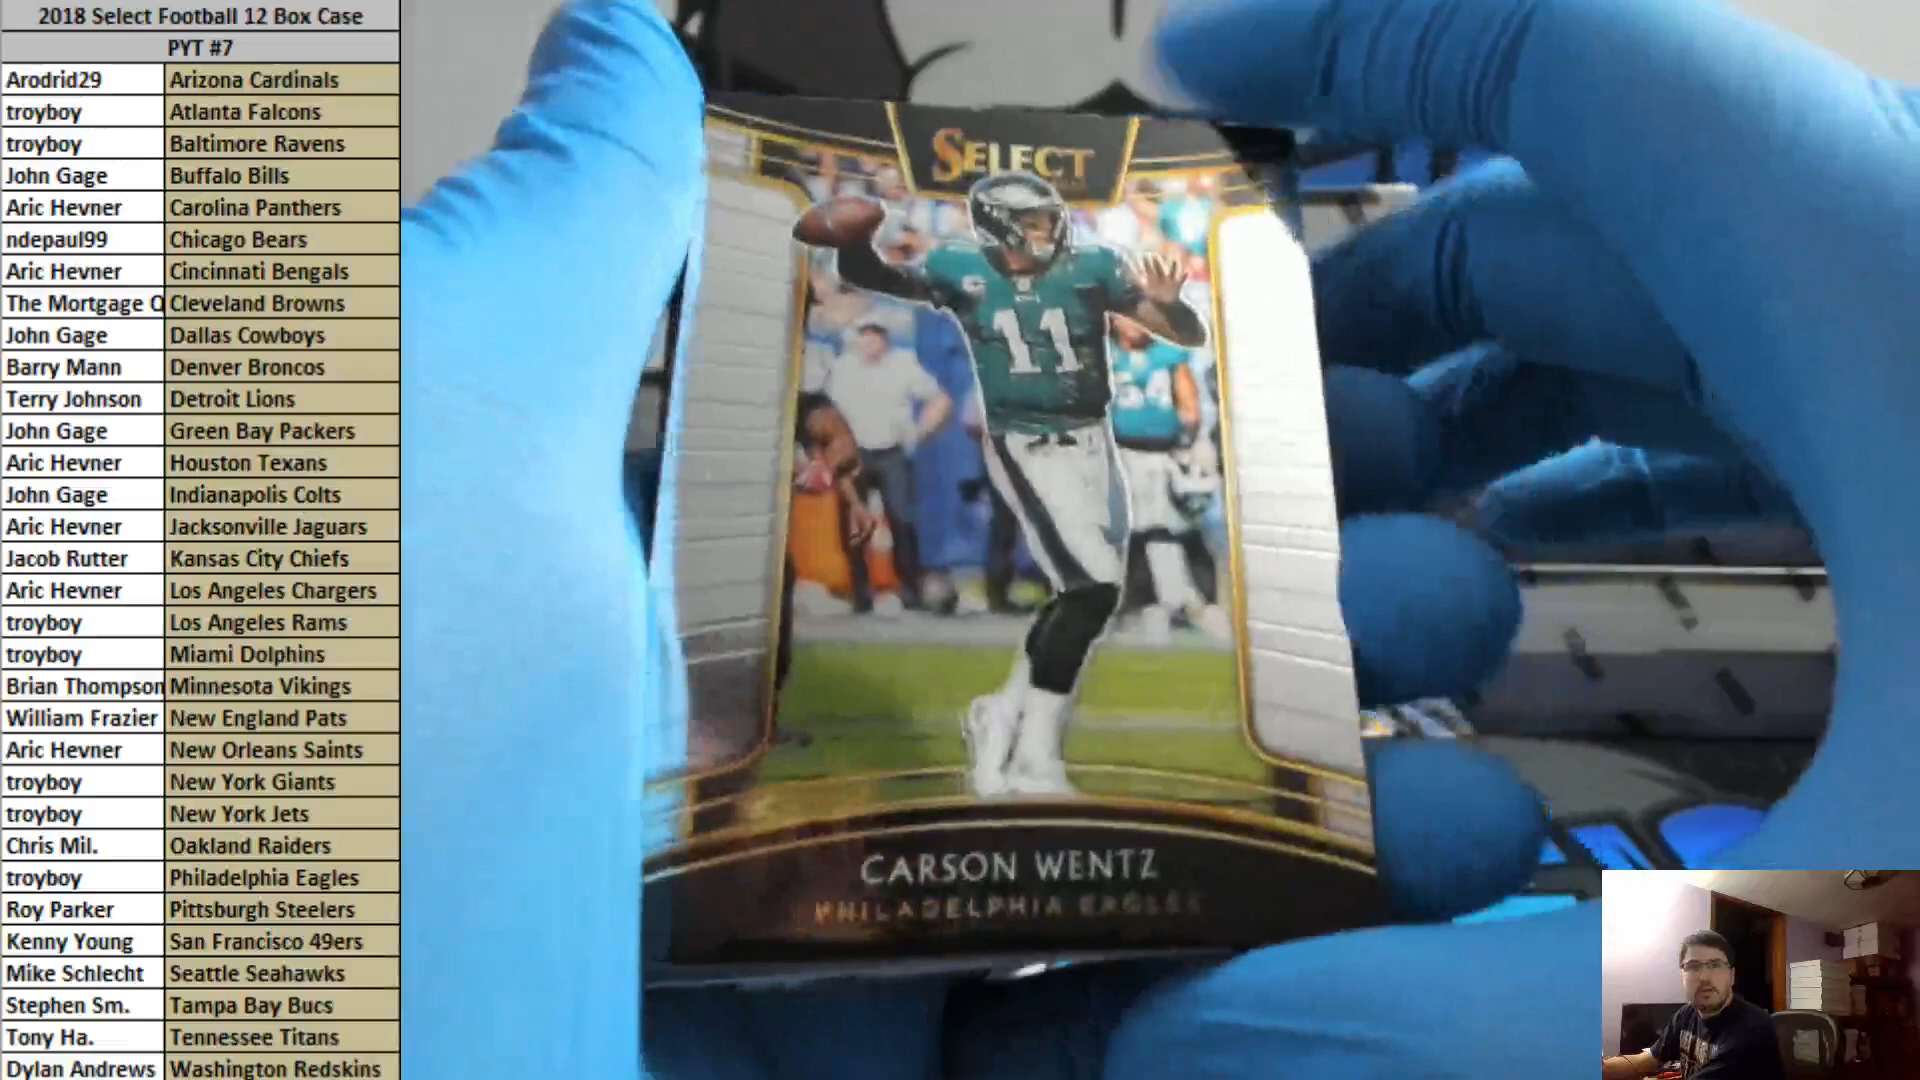 2018 Select Football 12 Box Case
PYT #7
Arodrid29 Arizona Cardinals
troyboy Atlanta Falcons
troyboy Baltimore Ravens
John Gage Buffalo Bills
Aric Hevner Carolina Panthers
ndepaul99 Chicago Bears
Aric Hevner Cincinnati Bengals
The Mortgage Cleveland Browns
John Gage Dallas Cowboys
Barry Mann Denver Broncos
Terry Johnson Detroit Lions
John Gage Green Bay Packers
Aric Hevner Houston Texans
John Gage Indianapolis Colts
Aric Hevner Jacksonville Jaguars
Jacob Rutter Kansas City Chiefs
Aric Hevner Los Angeles Chargers
troyboy Los Angeles Rams
troyboy Miami Dolphins
Brian Thompson Minnesota Vikings
William Frazier New England Pats
Aric Hevner New Orleans Saints
troyboy New York Giants
troyboy New York Jets
Chris Mil. Oakland Raiders
troyboy Philadelphia Eagles
Roy Parker Pittsburgh Steelers
Kenny Young San Francisco 49ers
Mike Schlecht Seattle Seahawks
Stephen Sm. Tampa Bay Bucs
Tony Ha. Tennessee Titans
Dylan Andrews Washington Redskins
SELECT
11
54
CARSON WENTZ
PHILADELPHIA EAGLES